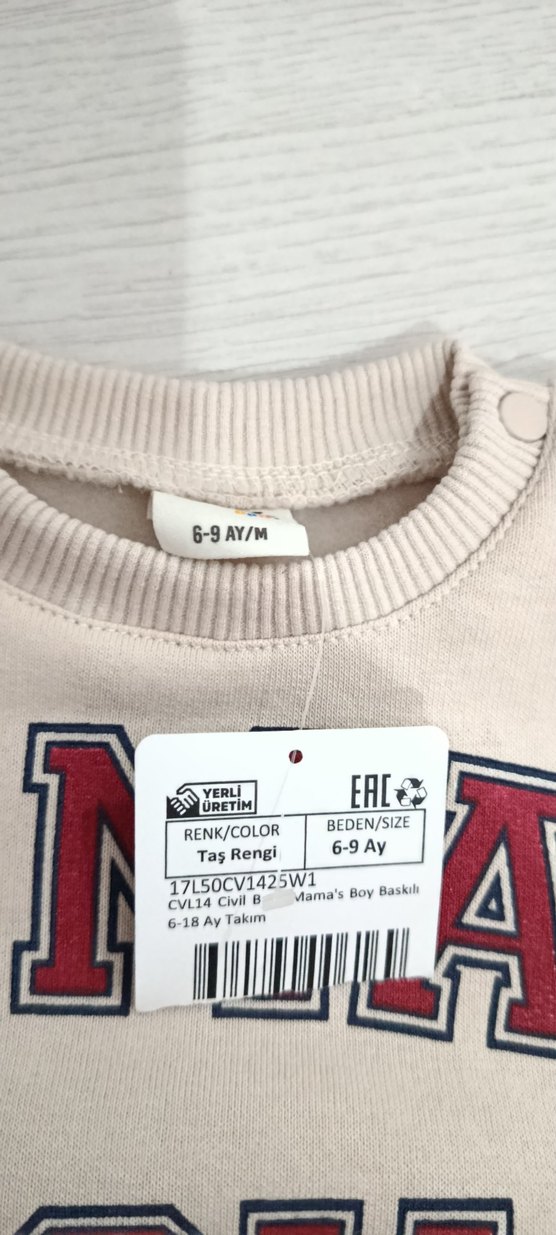 6-9 AY/M
MA
YERLİ
ÜRETİM
EAC
RENK/COLOR
BEDEN/SIZE
Taş Rengi
6-9 Ay
17L50CV1425W1
CVL14 Civil B Mama's Boy Baskılı
6-18 Ay Takım